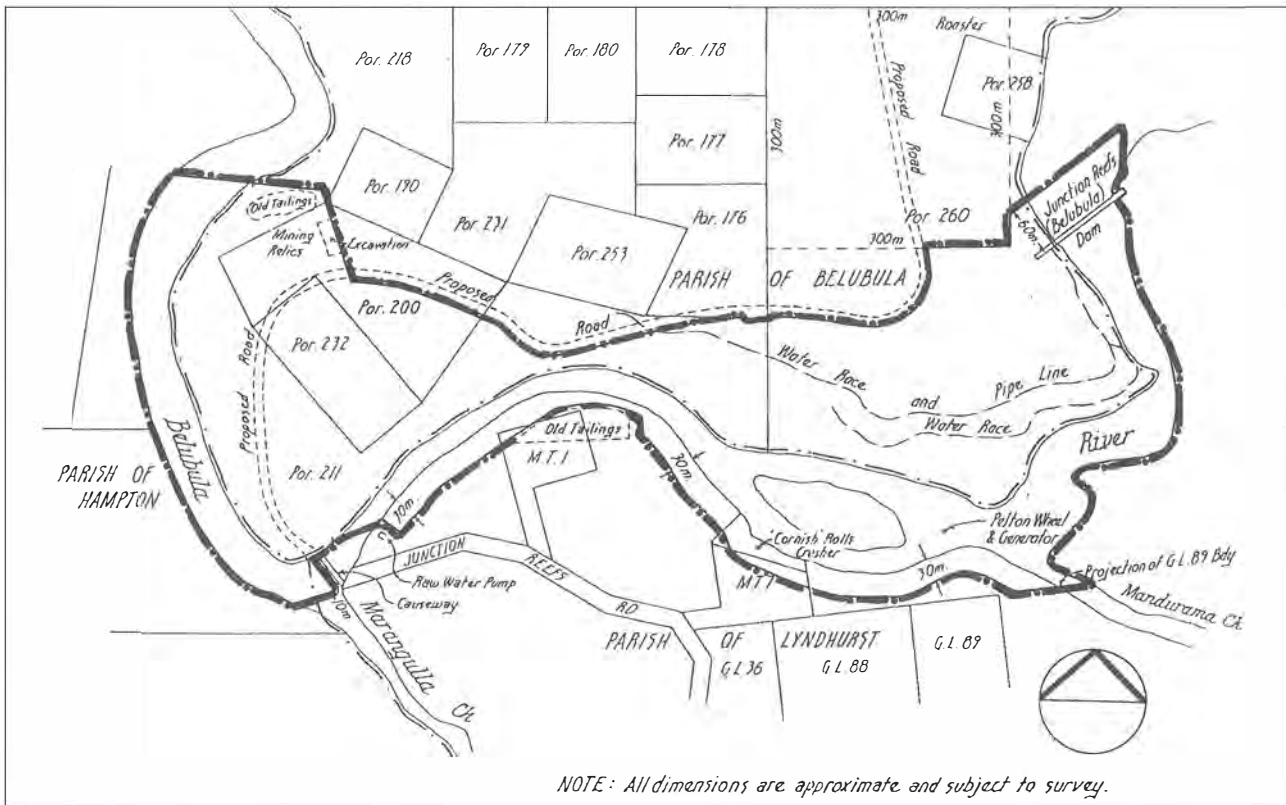 300m
Roaster
Por. 218
Por. 179
Por. 180
Por. 178
Proposed
Road
Por. 258
300m
300m
Por. 177
Por. 190
Old Tailings
Mining
Relics
Excavation
Por. 231
Por. 253
Por. 176
Por. 260
300m
60m
Junction Reefs
(Belubula)
Dam
PARISH OF BELUBULA
Proposed
Road
Por. 200
Por. 232
Proposed Road
Water Race
and
Pipe Line
Water Race
River
Belubula
PARISH OF
HAMPTON
Por. 211
Old Tailings
M.T. 1
30m.
10m.
Pelton Wheel
& Generator
'Cornish' Rolls
Crusher
JUNCTION
REEFS
RD
Raw Water Pump
Causeway
10m
MT1
30m.
Projection of G.L. 89 Bdy
Mandurama Ck
Marangulla
Ck
PARISH OF LYNDHURST
G.L. 36
G.L. 88
G.L. 89
NOTE: All dimensions are approximate and subject to survey.